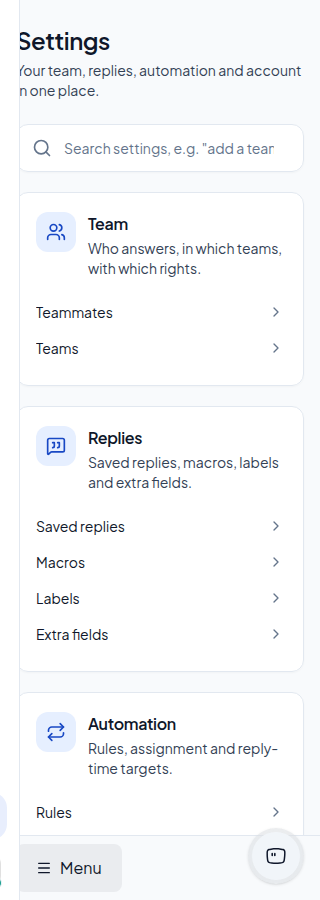 Settings
Your team, replies, automation and account
n one place.
Search settings, e.g. "add a tear
Team
Who answers, in which teams,
with which rights.
Teammates
Teams
Replies
Saved replies, macros, labels
and extra fields.
Saved replies
Macros
Labels
Extra fields
Automation
Rules, assignment and reply-
time targets.
Rules
Menu